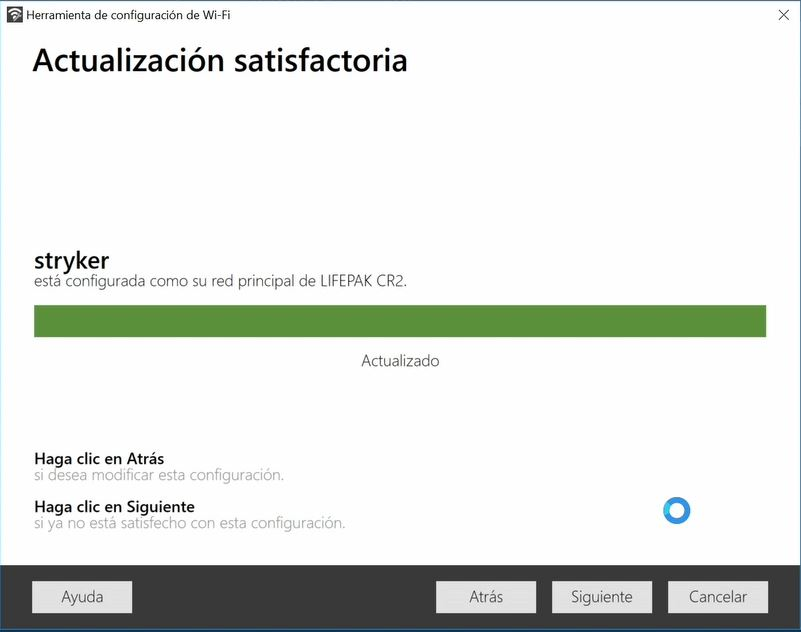 Herramienta de configuración de Wi-Fi
Actualización satisfactoria
stryker
está configurada como su red principal de LIFEPAK CR2.
Actualizado
Haga clic en Atrás
si desea modificar esta configuración.
Haga clic en Siguiente
si ya no está satisfecho con esta configuración.
Ayuda
Atrás
Siguiente
Cancelar